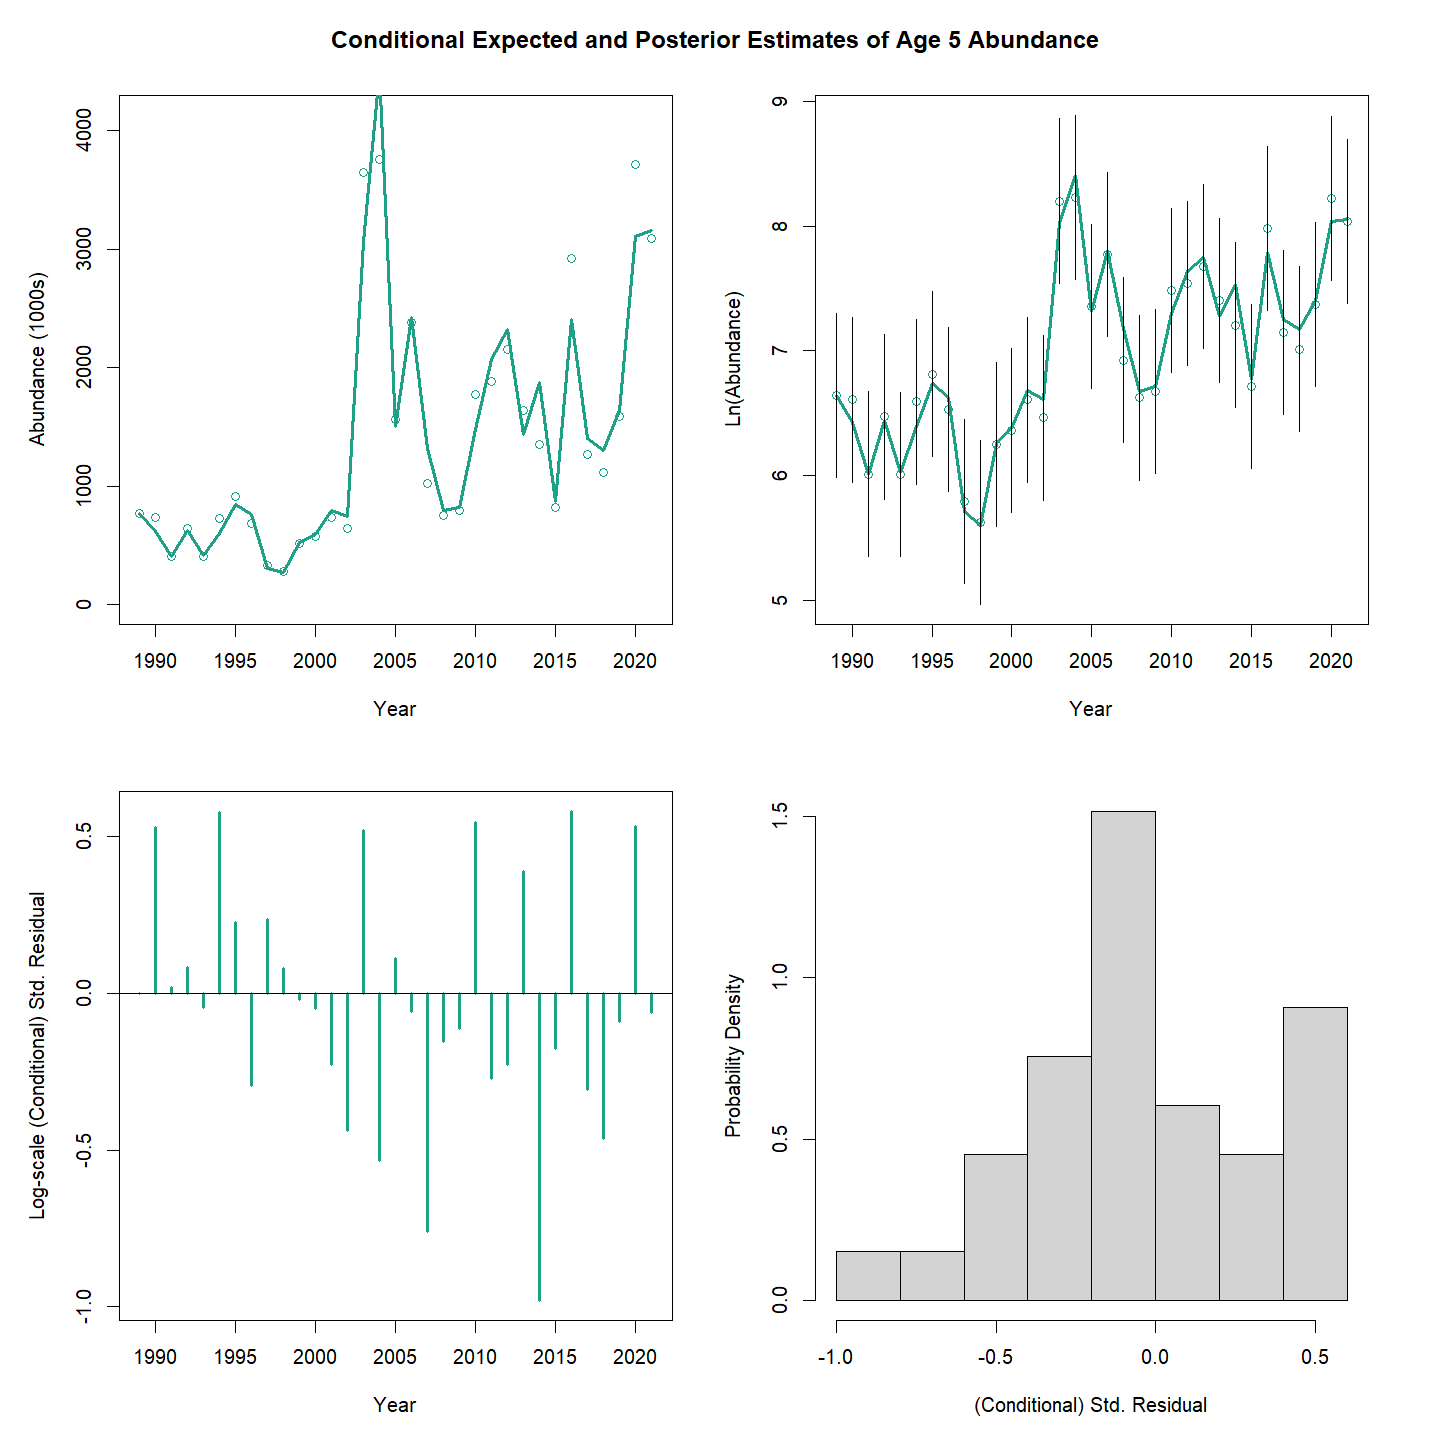 Conditional Expected and Posterior Estimates of Age 5 Abundance
Abundance (1000s)
4000
3000
2000
1000
0
1990 1995 2000 2005 2010 2015 2020
Year
Ln(Abundance)
9
8
7
6
5
1990 1995 2000 2005 2010 2015 2020
Year
Log-scale (Conditional) Std. Residual
0.5
0.0
-0.5
-1.0
1990 1995 2000 2005 2010 2015 2020
Year
Probability Density
1.5
1.0
0.5
0.0
-1.0 -0.5 0.0 0.5
(Conditional) Std. Residual